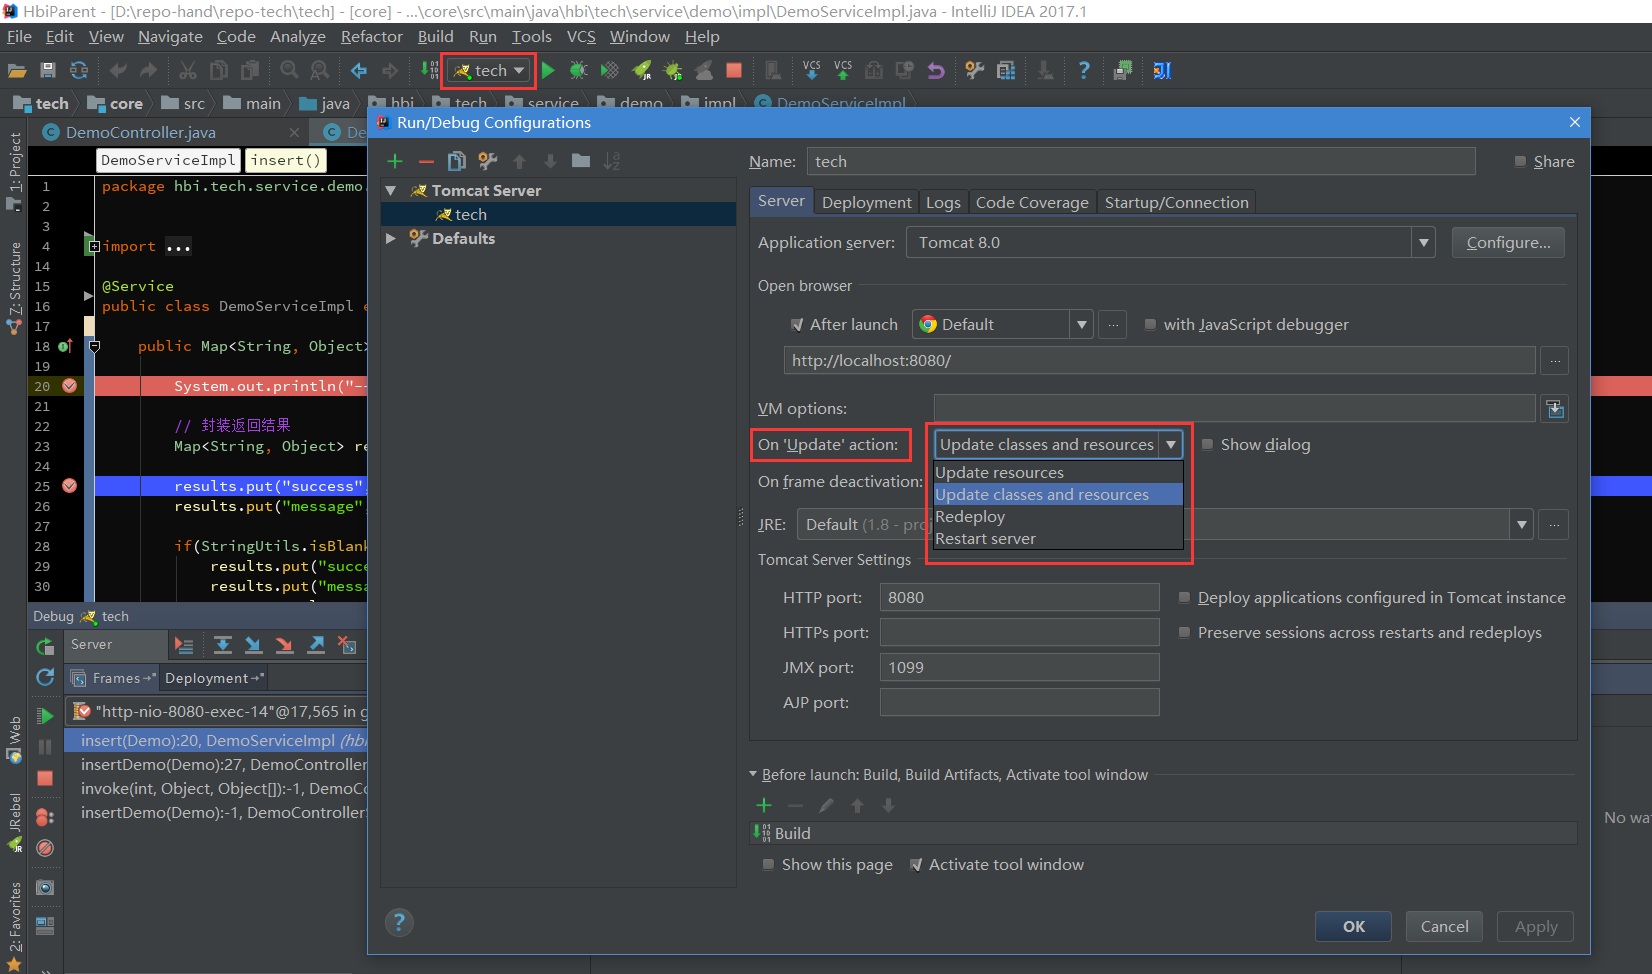 HbiParent - [D:\repo-hand\repo-tech\tech] - [core] - ...\core\src\main\java\hbi\tech\service\demo\impl\DemoServiceImpl.java - IntelliJ IDEA 2017.1
File Edit View Navigate Code Analyze Refactor Build Run Tools VCS Window Help
tech VCS VCS
tech core src main java hbi tech service demo impl DemoServiceImpl
DemoController.java De
DemoServiceImpl insert()
1 package hbi.tech.service.demo.
2
3
4 import ...
14
15 @Service
16 public class DemoServiceImpl e
17
18 public Map<String, Object>
19
20 System.out.println("--
21
22 // 封装返回结果
23 Map<String, Object> re
24
25 results.put("success",
26 results.put("message",
27
28 if(StringUtils.isBlank
29 results.put("succe
30 results.put("messa
1: Project
Z: Structure
Web
JRebel
2: Favorites
Debug tech
Server
Frames Deployment
"http-nio-8080-exec-14"@17,565 in g
insert(Demo):20, DemoServiceImpl (hbi
insertDemo(Demo):27, DemoController
invoke(int, Object, Object[]):-1, DemoCo
insertDemo(Demo):-1, DemoController
Run/Debug Configurations
Tomcat Server
tech
Defaults
Name: tech Share
Server Deployment Logs Code Coverage Startup/Connection
Application server: Tomcat 8.0 Configure...
Open browser
After launch Default ... with JavaScript debugger
http://localhost:8080/ ...
VM options:
On 'Update' action: Update classes and resources Show dialog
Update resources
Update classes and resources
Redeploy
Restart server
On frame deactivation:
JRE: Default (1.8 - proj ...
Tomcat Server Settings
HTTP port: 8080 Deploy applications configured in Tomcat instance
HTTPs port: Preserve sessions across restarts and redeploys
JMX port: 1099
AJP port:
Before launch: Build, Build Artifacts, Activate tool window
Build
Show this page Activate tool window
? OK Cancel Apply
No wat